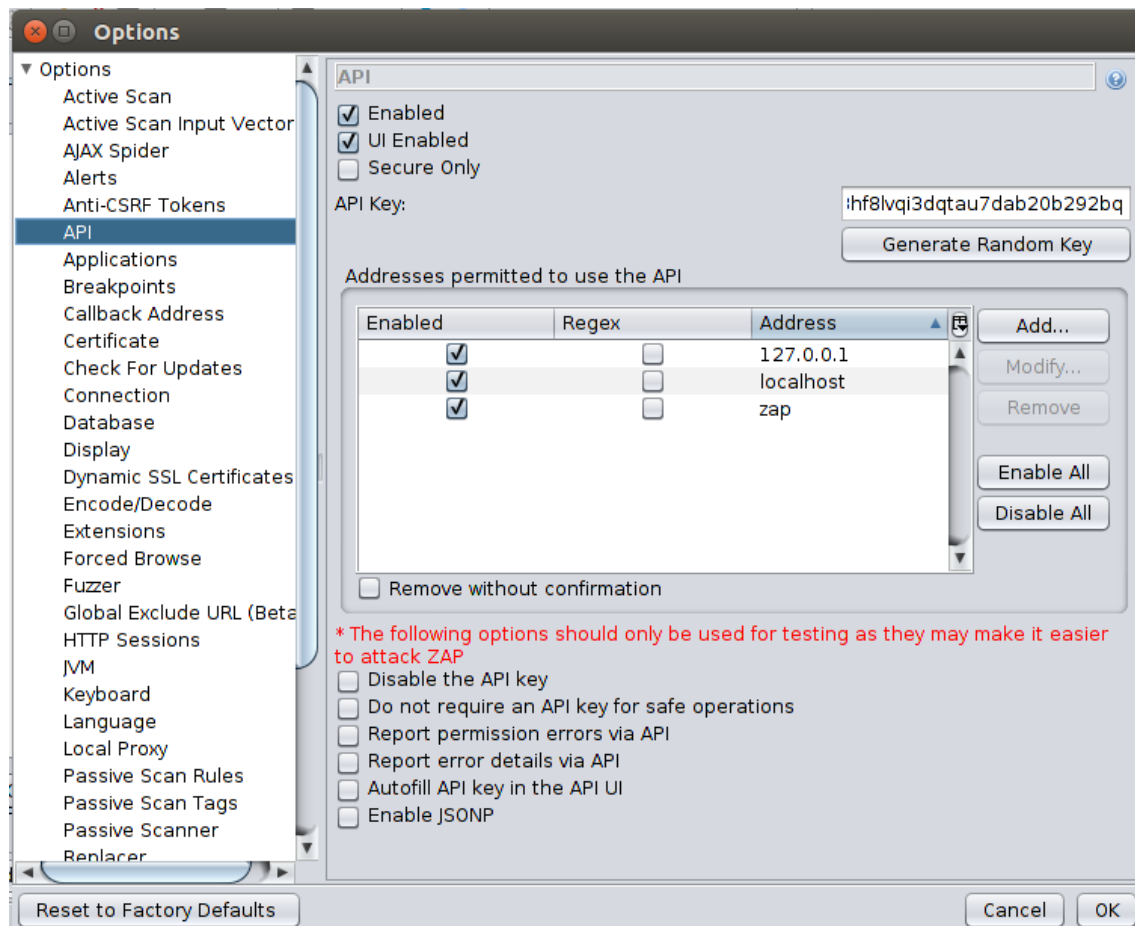 Options
Options
Active Scan
Active Scan Input Vector
AJAX Spider
Alerts
Anti-CSRF Tokens
API
Applications
Breakpoints
Callback Address
Certificate
Check For Updates
Connection
Database
Display
Dynamic SSL Certificates
Encode/Decode
Extensions
Forced Browse
Fuzzer
Global Exclude URL (Beta
HTTP Sessions
JVM
Keyboard
Language
Local Proxy
Passive Scan Rules
Passive Scan Tags
Passive Scanner
Replacer
API
Enabled
UI Enabled
Secure Only
API Key: hf8lvqi3dqtau7dab20b292bq
Generate Random Key
Addresses permitted to use the API
Enabled Regex Address
127.0.0.1
localhost
zap
Add...
Modify...
Remove
Enable All
Disable All
Remove without confirmation
* The following options should only be used for testing as they may make it easier
to attack ZAP
Disable the API key
Do not require an API key for safe operations
Report permission errors via API
Report error details via API
Autofill API key in the API UI
Enable JSONP
Reset to Factory Defaults
Cancel OK